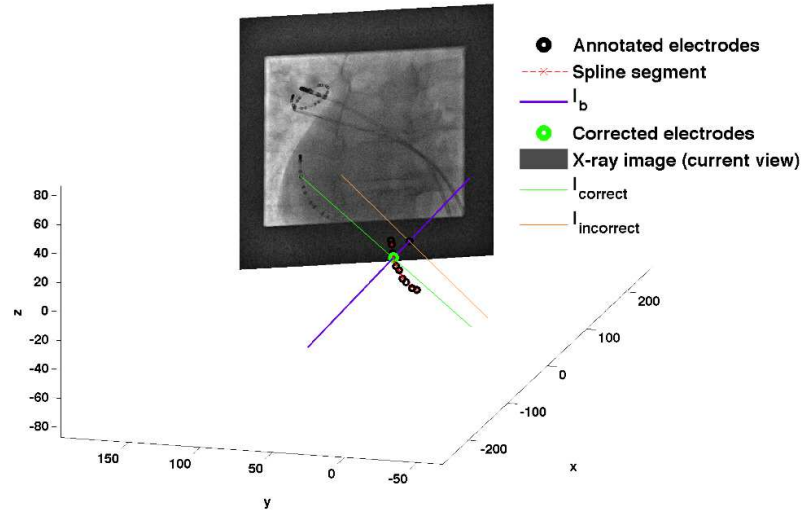 Annotated electrodes
Spline segment
l_b
Corrected electrodes
X-ray image (current view)
l_correct
l_incorrect
80
60
40
20
0
-20
-40
-60
-80
z
150
100
50
0
-50
y
200
100
0
-100
-200
x